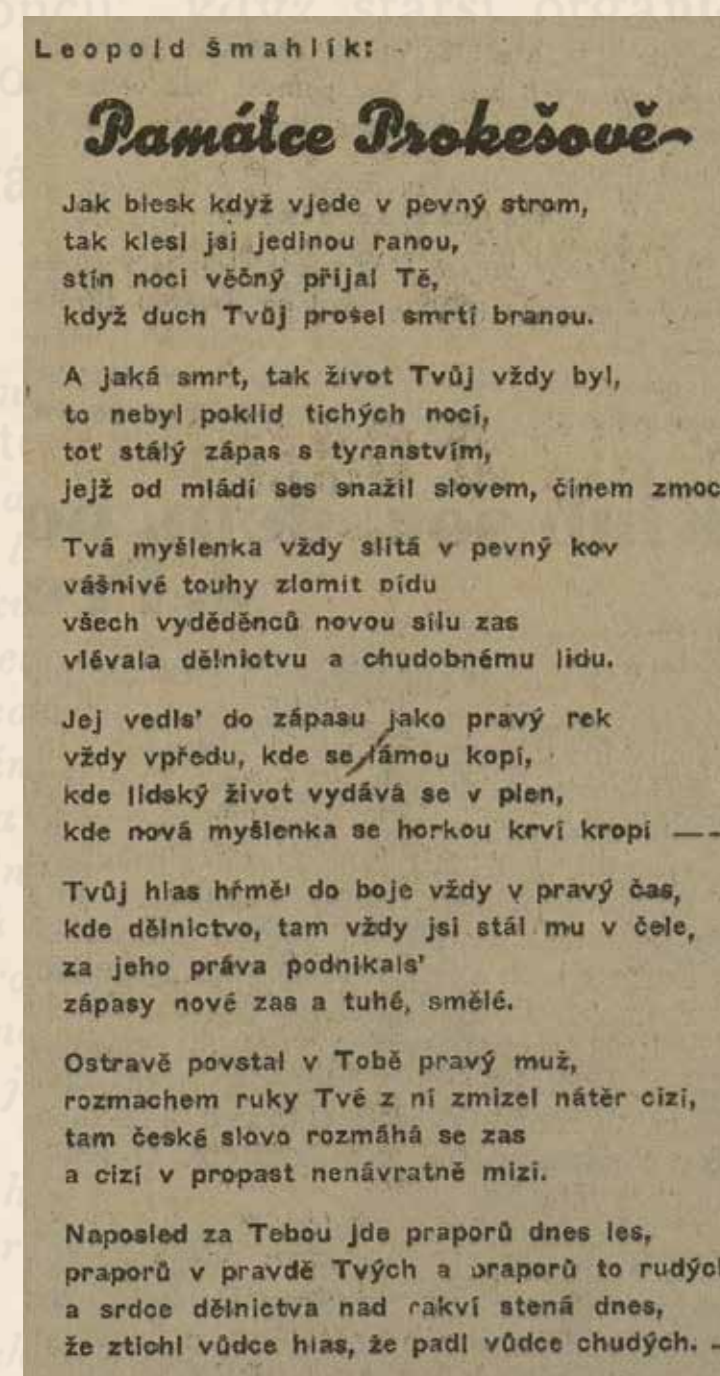 Leopold Šmahlík:
Památce Prokešově
Jak blesk když vjede v pevný strom,
tak klesl jsi jedinou ranou,
stín noci věčný přijal Tě,
když duch Tvůj prošel smrtí branou.
A jaká smrt, tak život Tvůj vždy byl,
to nebyl poklid tichých nocí,
toť stálý zápas s tyranstvím,
jejž od mládí ses snažil slovem, činem zmoc
Tvá myšlenka vždy slitá v pevný kov
vášnivé touhy zlomit bídu
všech vyděděnců novou sílu zas
vlévala dělnictvu a chudobnému lidu.
Jej vedls' do zápasu jako pravý rek
vždy vpředu, kde se lámou kopí,
kde lidský život vydává se v plen,
kde nová myšlenka se horkou krví kropí —-
Tvůj hlas hřměl do boje vždy v pravý čas,
kde dělnictvo, tam vždy jsi stál mu v čele,
za jeho práva podnikals'
zápasy nové zas a tuhé, smělé.
Ostravě povstal v Tobě pravý muž,
rozmachem ruky Tvé z ní zmizel nátěr cizí,
tam české slovo rozmáhá se zas
a cizí v propast nenávratně mizí.
Naposled za Tebou jde praporů dnes les,
praporů v pravdě Tvých a praporů to rudých
a srdce dělnictva nad rakví stená dnes,
že ztichl vůdce hlas, že padl vůdce chudých. -